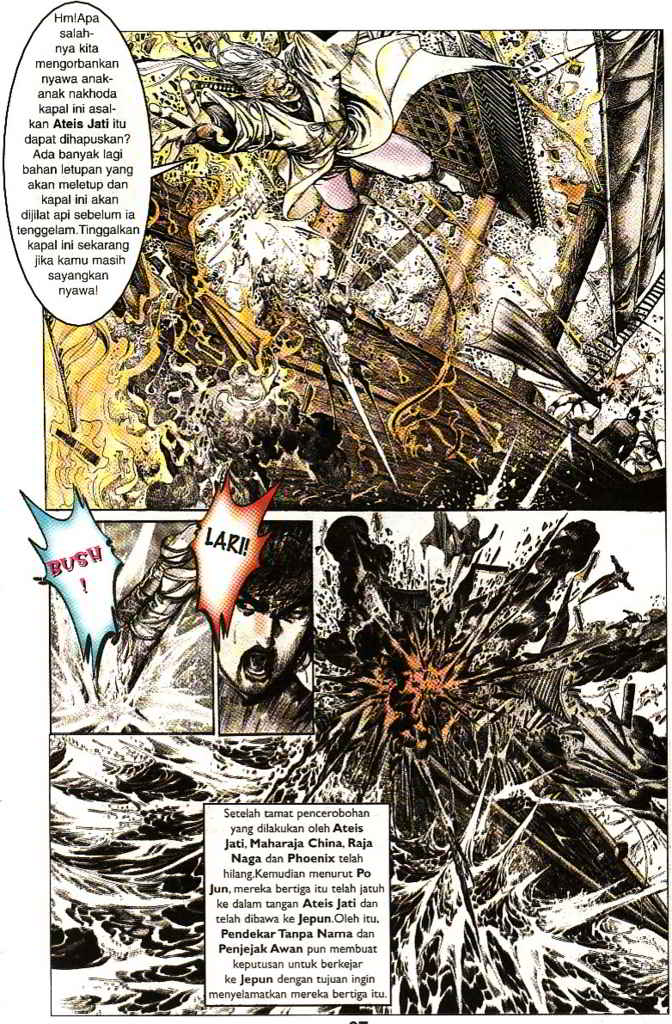 Hm!Apa
salah-
nya kita
mengorbankan
nyawa anak-
anak nakhoda
kapal ini asal-
kan Ateis Jati itu
dapat dihapuskan?
Ada banyak lagi
bahan letupan yang
akan meletup dan
kapal ini akan
dijilat api sebelum ia
tenggelam.Tinggalkan
kapal ini sekarang
jika kamu masih
sayangkan
nyawa!
BUSH
!
LARI!
Setelah tamat pencerobohan
yang dilakukan oleh Ateis
Jati, Maharaja China, Raja
Naga dan Phoenix telah
hilang.Kemudian menurut Po
Jun, mereka bertiga itu telah jatuh
ke dalam tangan Ateis Jati dan
telah dibawa ke Jepun.Oleh itu,
Pendekar Tanpa Nama dan
Penjejak Awan pun membuat
keputusan untuk berkejar
ke Jepun dengan tujuan ingin
menyelamatkan mereka bertiga itu.